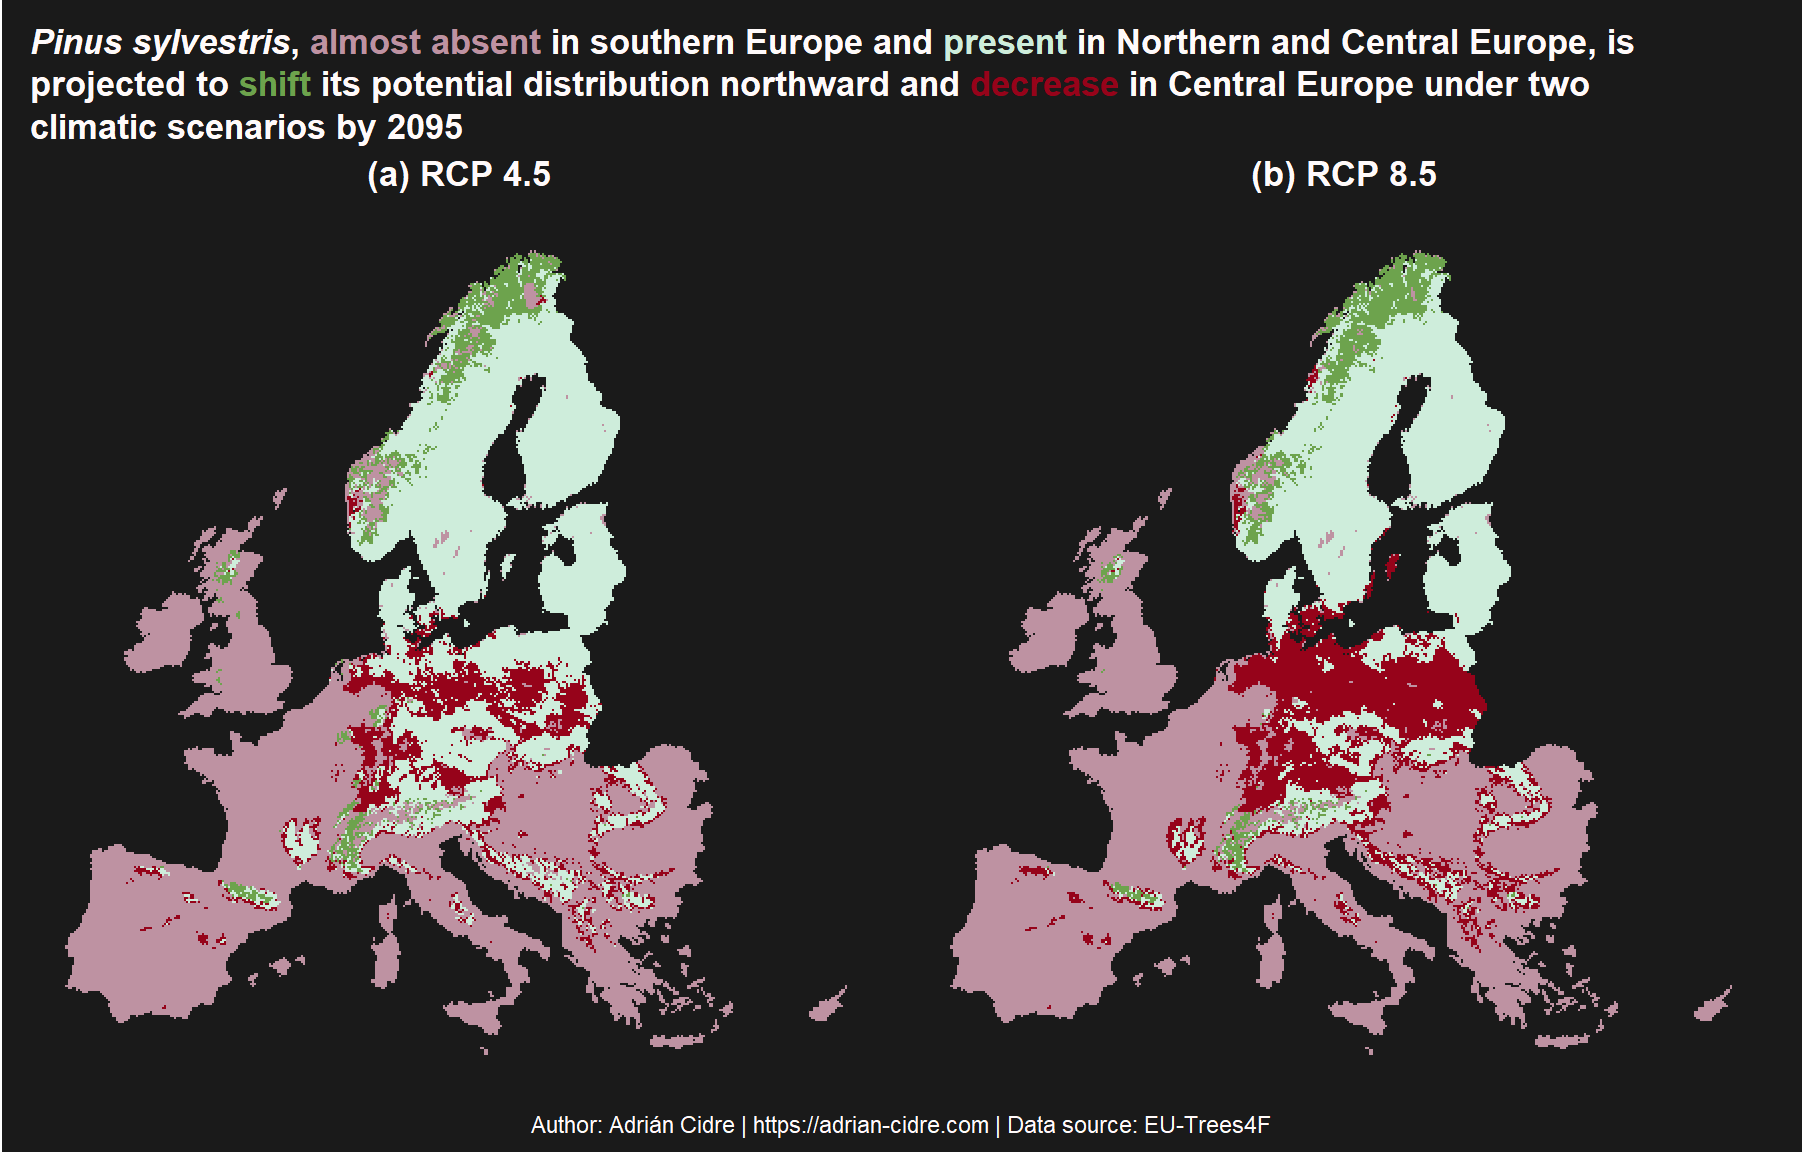 Pinus sylvestris, almost absent in southern Europe and present in Northern and Central Europe, is
projected to shift its potential distribution northward and decrease in Central Europe under two
climatic scenarios by 2095
(a) RCP 4.5
(b) RCP 8.5
Author: Adrián Cidre | https://adrian-cidre.com | Data source: EU-Trees4F